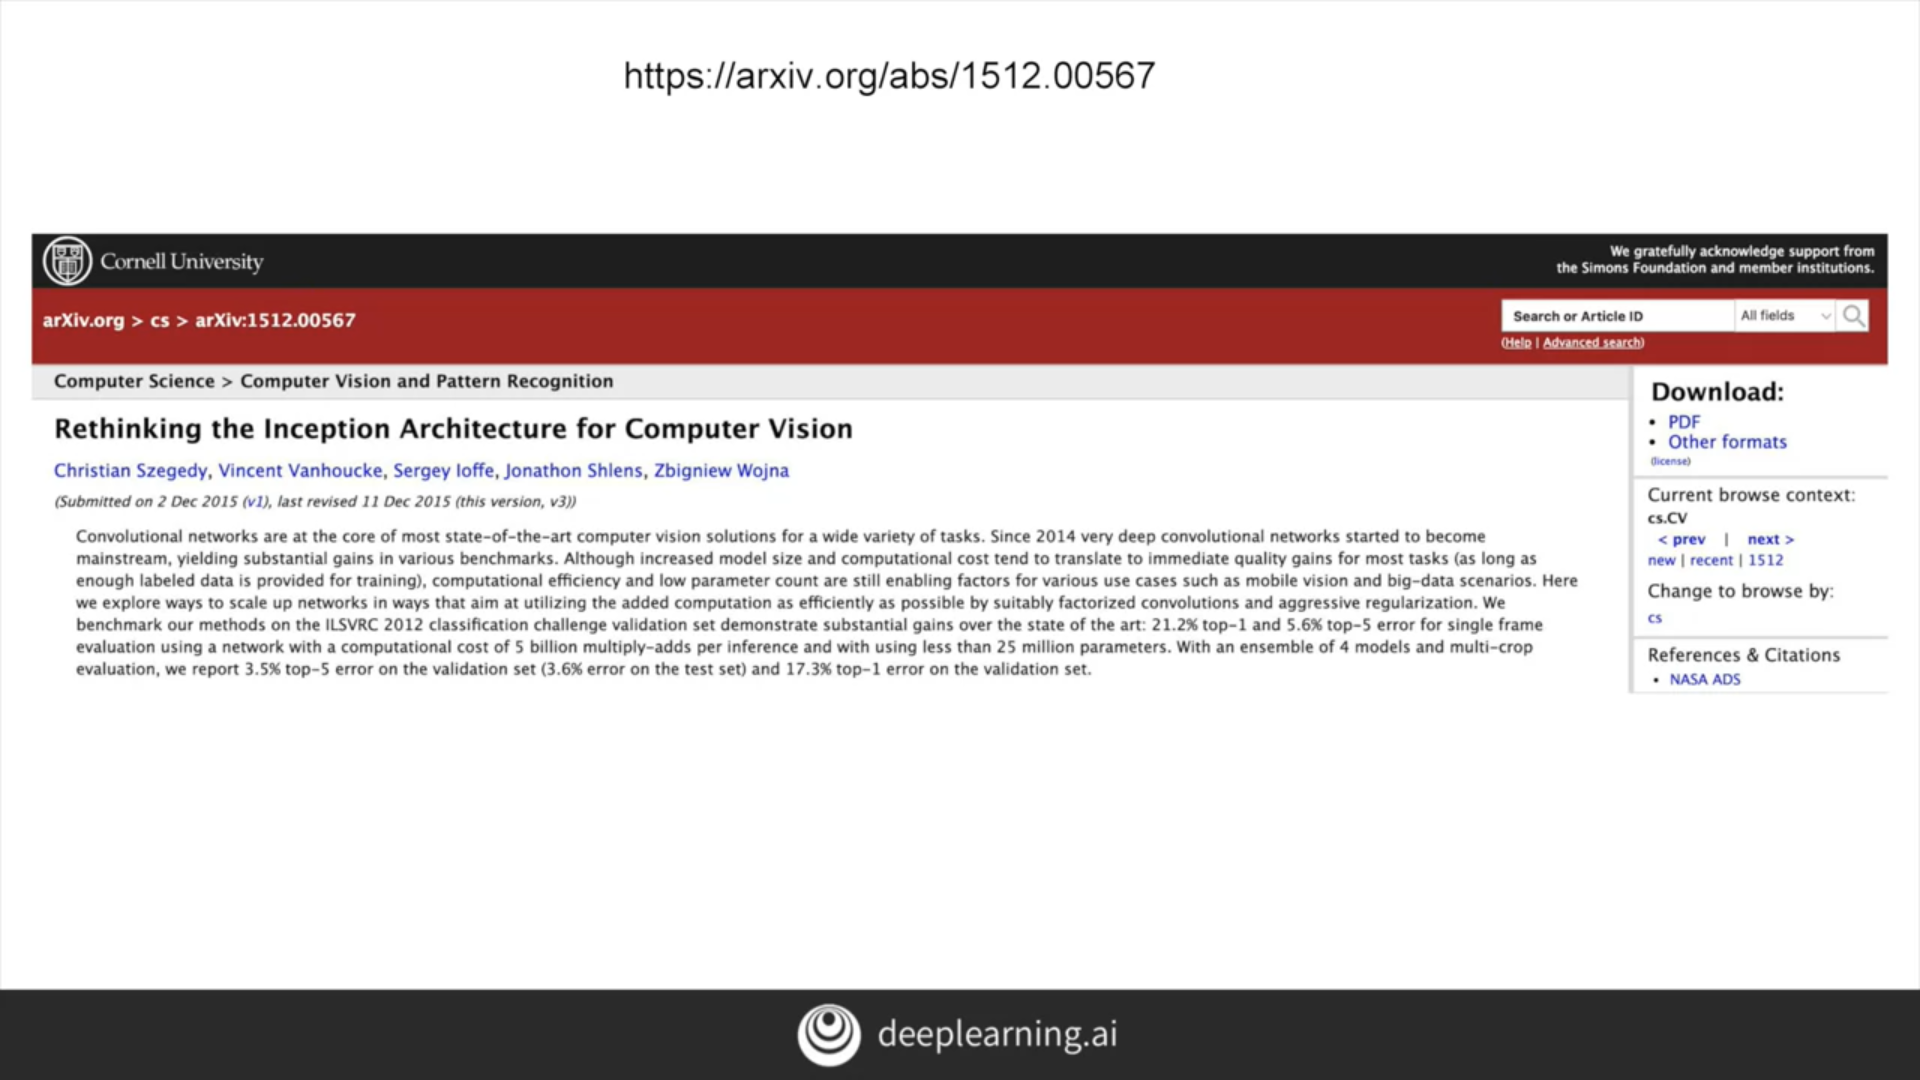 https://arxiv.org/abs/1512.00567
Cornell University
We gratefully acknowledge support from
the Simons Foundation and member institutions.
arXiv.org > cs > arXiv:1512.00567
Search or Article ID
All fields
(Help | Advanced search)
Computer Science > Computer Vision and Pattern Recognition
Rethinking the Inception Architecture for Computer Vision
Christian Szegedy, Vincent Vanhoucke, Sergey Ioffe, Jonathon Shlens, Zbigniew Wojna
(Submitted on 2 Dec 2015 (v1), last revised 11 Dec 2015 (this version, v3))
Convolutional networks are at the core of most state-of-the-art computer vision solutions for a wide variety of tasks. Since 2014 very deep convolutional networks started to become
mainstream, yielding substantial gains in various benchmarks. Although increased model size and computational cost tend to translate to immediate quality gains for most tasks (as long as
enough labeled data is provided for training), computational efficiency and low parameter count are still enabling factors for various use cases such as mobile vision and big-data scenarios. Here
we explore ways to scale up networks in ways that aim at utilizing the added computation as efficiently as possible by suitably factorized convolutions and aggressive regularization. We
benchmark our methods on the ILSVRC 2012 classification challenge validation set demonstrate substantial gains over the state of the art: 21.2% top-1 and 5.6% top-5 error for single frame
evaluation using a network with a computational cost of 5 billion multiply-adds per inference and with using less than 25 million parameters. With an ensemble of 4 models and multi-crop
evaluation, we report 3.5% top-5 error on the validation set (3.6% error on the test set) and 17.3% top-1 error on the validation set.
Download:
• PDF
• Other formats
(license)
Current browse context:
cs.CV
< prev | next >
new | recent | 1512
Change to browse by:
cs
References & Citations
• NASA ADS
deeplearning.ai